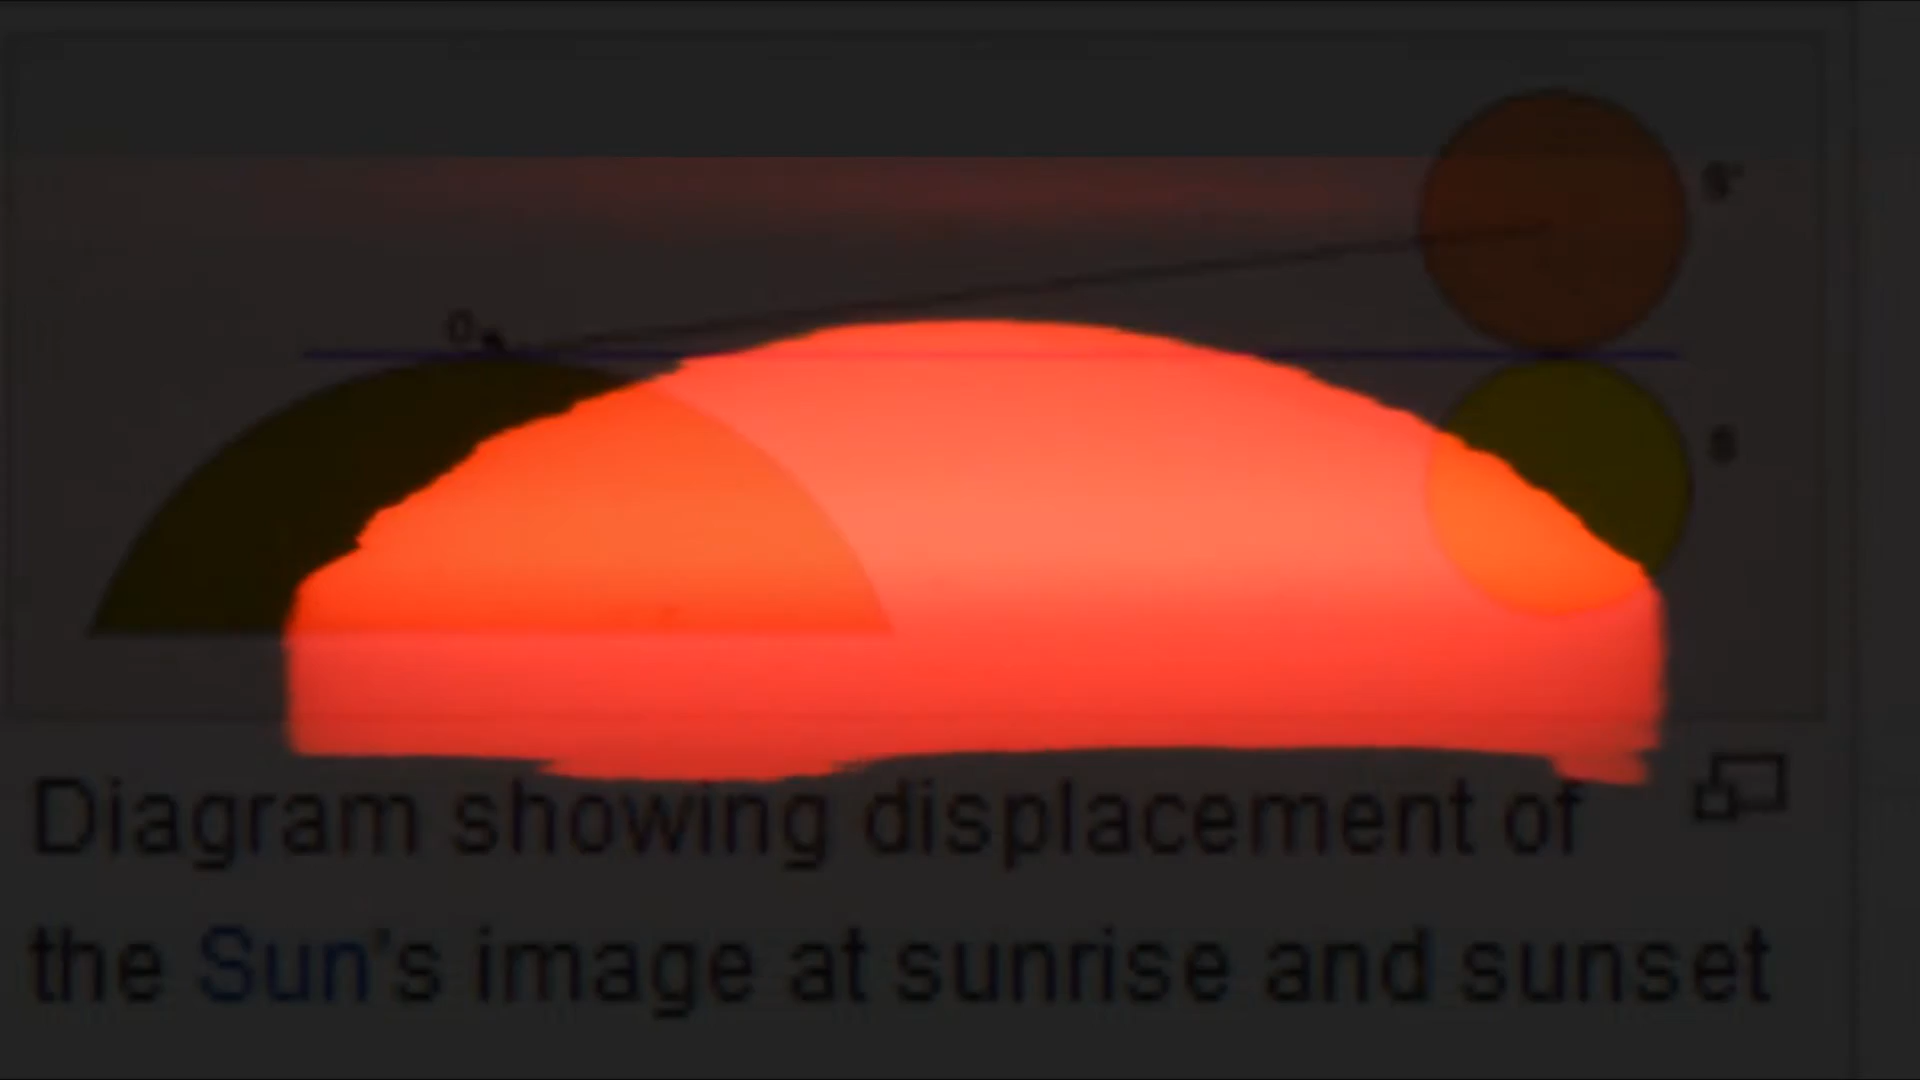 S'
O
S
Diagram showing displacement of
the Sun's image at sunrise and sunset